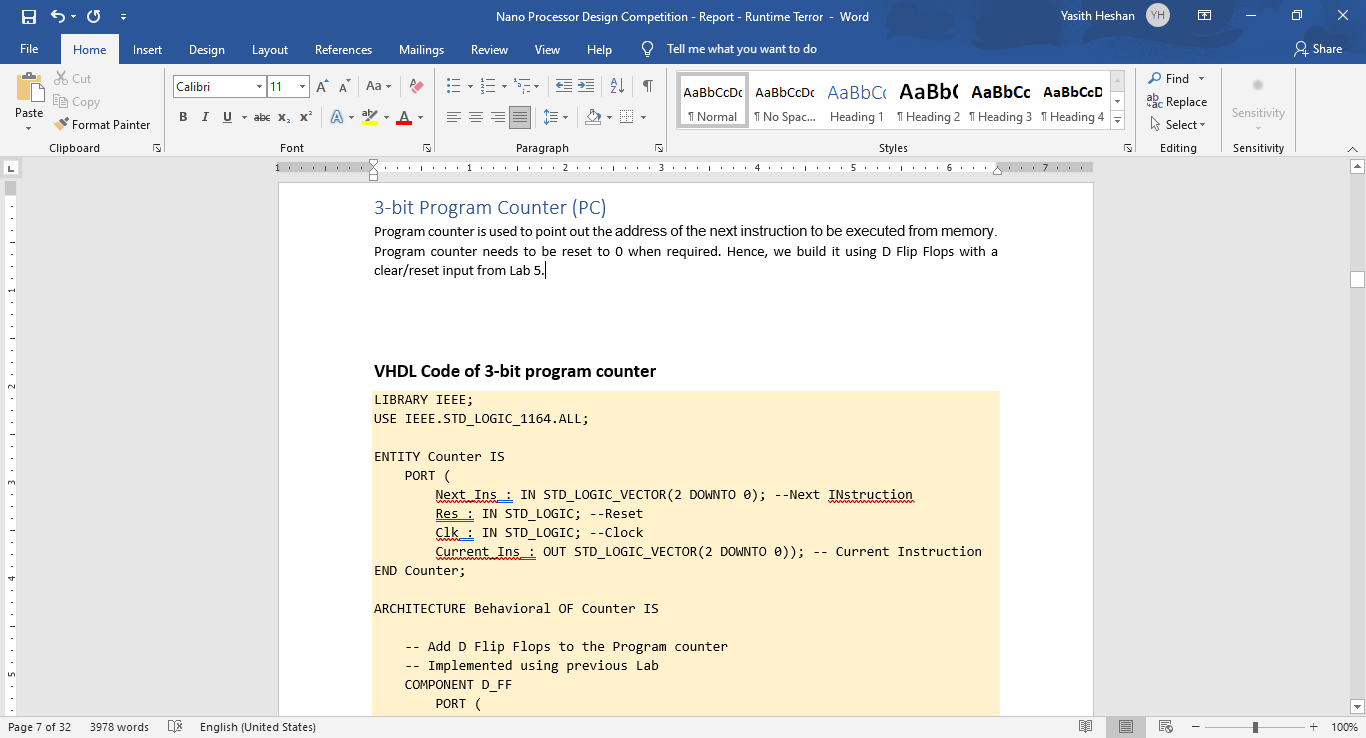 Nano Processor Design Competition - Report - Runtime Terror - Word
Yasith Heshan
YH
File
Home
Insert
Design
Layout
References
Mailings
Review
View
Help
Tell me what you want to do
Share
Paste
Cut
Copy
Format Painter
Clipboard
Calibri
11
Font
Paragraph
AaBbCcDc
¶ Normal
AaBbCcDc
¶ No Spac...
AaBbCc
Heading 1
AaBb(
¶ Heading 2
AaBbCc
¶ Heading 3
AaBbCcD
¶ Heading 4
Styles
Find
Replace
Select
Editing
Sensitivity
Sensitivity
1 1 2 3 4 5 6 7
3-bit Program Counter (PC)
Program counter is used to point out the address of the next instruction to be executed from memory.
Program counter needs to be reset to 0 when required. Hence, we build it using D Flip Flops with a
clear/reset input from Lab 5.
VHDL Code of 3-bit program counter
LIBRARY IEEE;
USE IEEE.STD_LOGIC_1164.ALL;
ENTITY Counter IS
PORT (
Next_Ins : IN STD_LOGIC_VECTOR(2 DOWNTO 0); --Next INstruction
Res : IN STD_LOGIC; --Reset
Clk : IN STD_LOGIC; --Clock
Current_Ins : OUT STD_LOGIC_VECTOR(2 DOWNTO 0)); -- Current Instruction
END Counter;
ARCHITECTURE Behavioral OF Counter IS
-- Add D Flip Flops to the Program counter
-- Implemented using previous Lab
COMPONENT D_FF
PORT (
Page 7 of 32
3978 words
English (United States)
100%